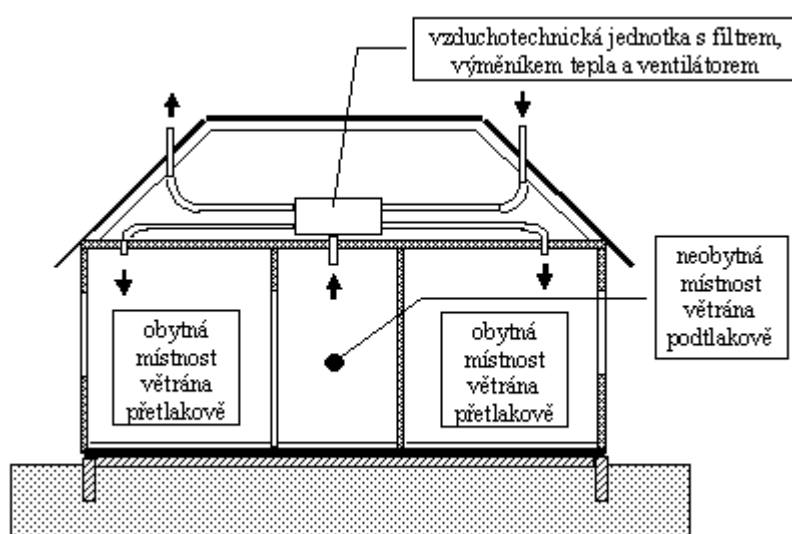 vzduchotechnická jednotka s filtrem,
výměníkem tepla a ventilátorem
neobytná
místnost
větrána
podtlakově
obytná
místnost
větrána
přetlakově
obytná
místnost
větrána
přetlakově